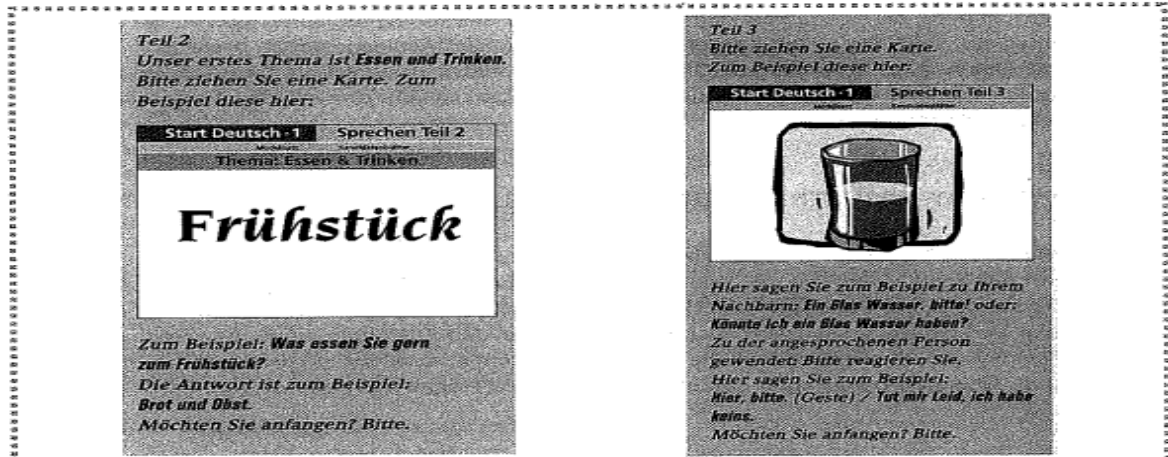 Teil 2
Unser erstes Thema ist Essen und Trinken.
Bitte ziehen Sie eine Karte. Zum
Beispiel diese hier:
Start Deutsch - 1 Sprechen Teil 2
Thema: Essen & Trinken
Frühstück
Zum Beispiel: Was essen Sie gern
zum Frühstück?
Die Antwort ist zum Beispiel:
Brot und Obst.
Möchten Sie anfangen? Bitte.
Teil 3
Bitte ziehen Sie eine Karte.
Zum Beispiel diese hier:
Start Deutsch - 1 Sprechen Teil 3
Hier sagen Sie zum Beispiel zu Ihrem
Nachbarn: Ein Glas Wasser, bitte! oder:
Könnte ich ein Glas Wasser haben?
Zu der angesprochenen Person
gewendet: Bitte reagieren Sie.
Hier sagen Sie zum Beispiel:
Hier, bitte. (Geste) / Tut mir Leid, ich habe
keins.
Möchten Sie anfangen? Bitte.